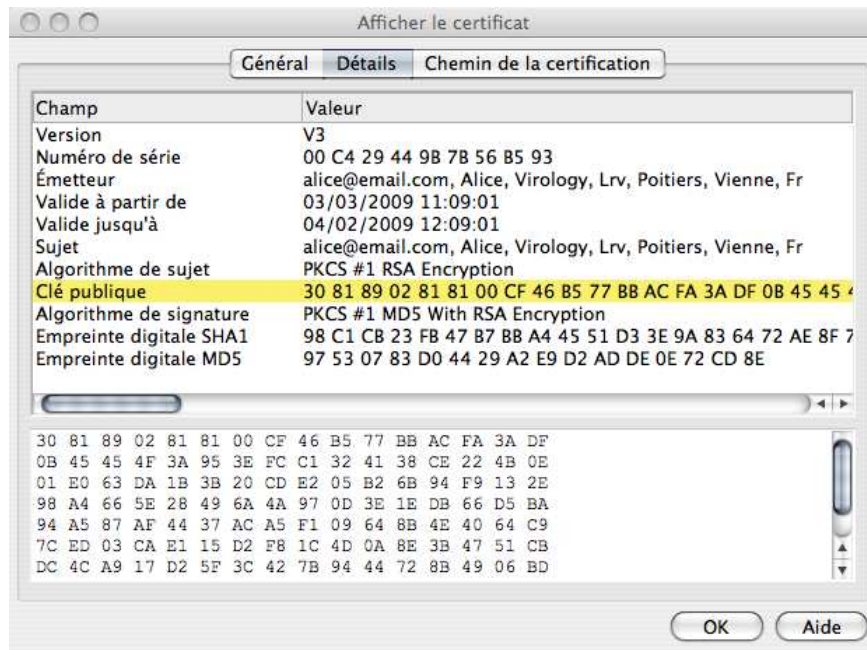 Afficher le certificat
Général Détails Chemin de la certification
Champ Valeur
Version V3
Numéro de série 00 C4 29 44 9B 7B 56 B5 93
Émetteur alice@email.com, Alice, Virology, Lrv, Poitiers, Vienne, Fr
Valide à partir de 03/03/2009 11:09:01
Valide jusqu'à 04/02/2009 12:09:01
Sujet alice@email.com, Alice, Virology, Lrv, Poitiers, Vienne, Fr
Algorithme de sujet PKCS #1 RSA Encryption
Clé publique 30 81 89 02 81 81 00 CF 46 B5 77 BB AC FA 3A DF 0B 45 45 4
Algorithme de signature PKCS #1 MD5 With RSA Encryption
Empreinte digitale SHA1 98 C1 CB 23 FB 47 B7 BB A4 45 51 D3 3E 9A 83 64 72 AE 8F 7
Empreinte digitale MD5 97 53 07 83 D0 44 29 A2 E9 D2 AD DE 0E 72 CD 8E
30 81 89 02 81 81 00 CF 46 B5 77 BB AC FA 3A DF
0B 45 45 4F 3A 95 3E FC C1 32 41 38 CE 22 4B 0E
01 E0 63 DA 1B 3B 20 CD E2 05 B2 6B 94 F9 13 2E
98 A4 66 5E 28 49 6A 4A 97 0D 3E 1E DB 66 D5 BA
94 A5 87 AF 44 37 AC A5 F1 09 64 8B 4E 40 64 C9
7C ED 03 CA E1 15 D2 F8 1C 4D 0A 8E 3B 47 51 CB
DC 4C A9 17 D2 5F 3C 42 7B 94 44 72 8B 49 06 BD
OK Aide